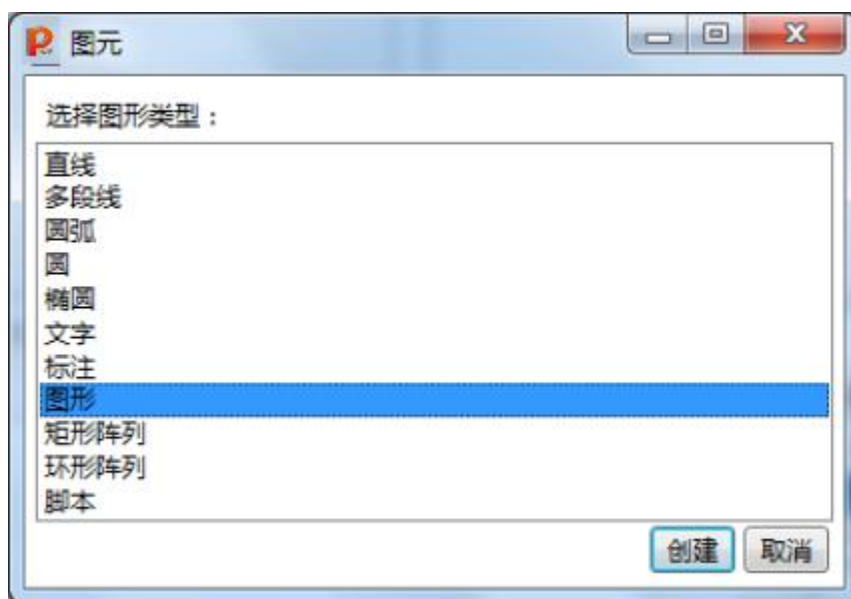 图元
选择图形类型：
直线
多段线
圆弧
圆
椭圆
文字
标注
图形
矩形阵列
环形阵列
脚本
创建 取消